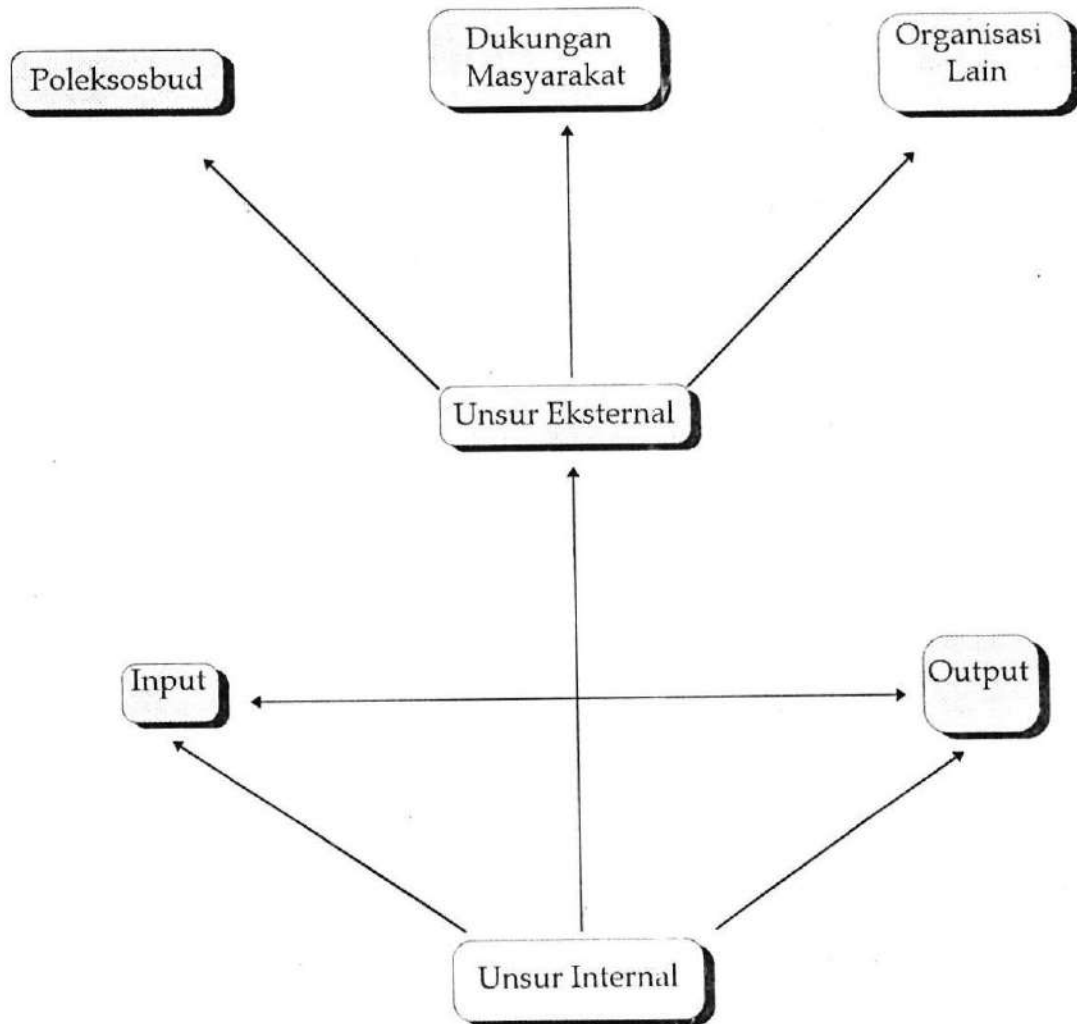 Poleksosbud
Dukungan
Masyarakat
Organisasi
Lain
Unsur Eksternal
Input
Output
Unsur Internal